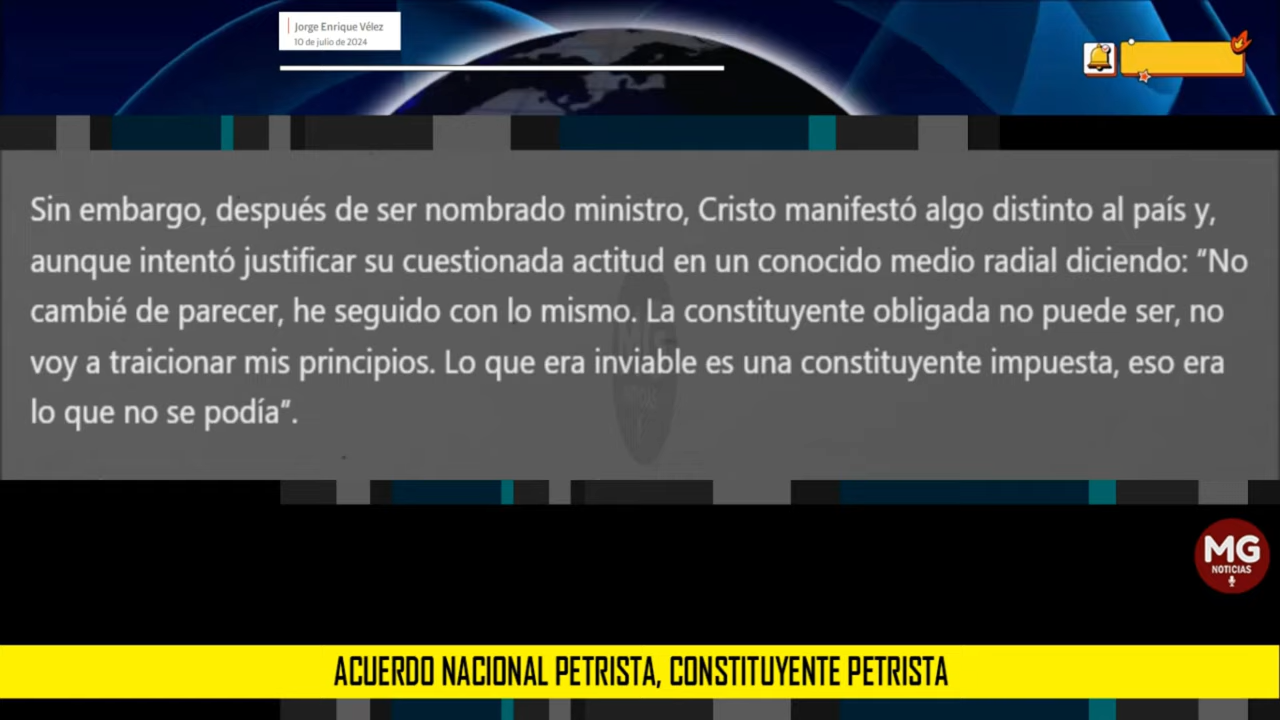 Jorge Enrique Vélez
10 de julio de 2024
Sin embargo, después de ser nombrado ministro, Cristo manifestó algo distinto al país y,
aunque intentó justificar su cuestionada actitud en un conocido medio radial diciendo: “No
cambié de parecer, he seguido con lo mismo. La constituyente obligada no puede ser, no
voy a traicionar mis principios. Lo que era inviable es una constituyente impuesta, eso era
lo que no se podía”.
MG
NOTICIAS
ACUERDO NACIONAL PETRISTA, CONSTITUYENTE PETRISTA